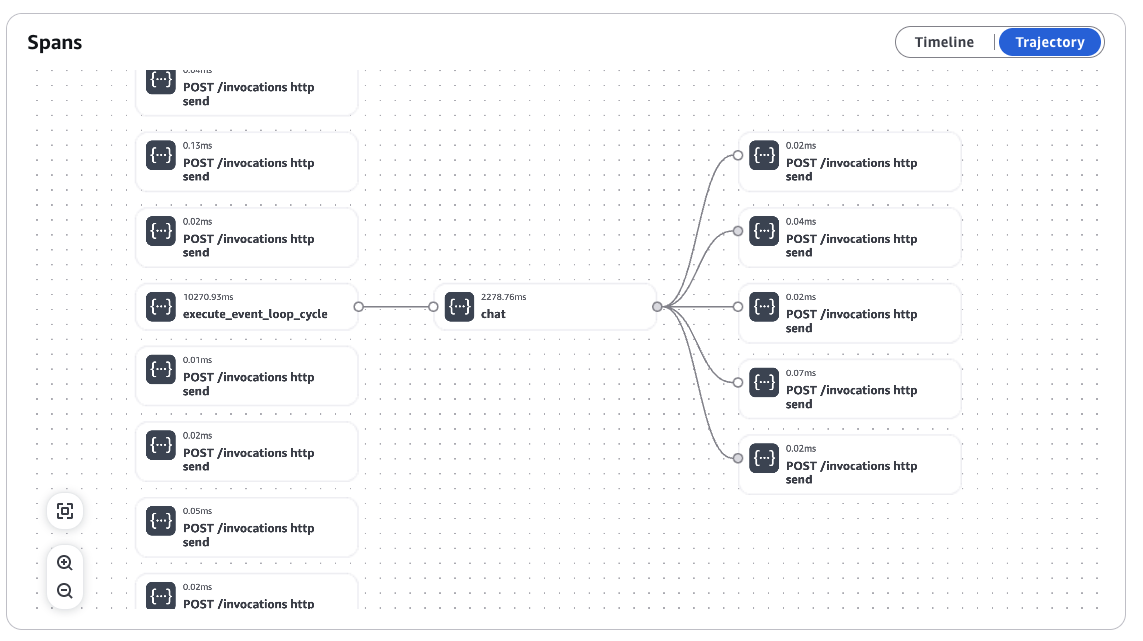 Spans
Timeline
Trajectory
0.04ms
POST /invocations http
send
0.13ms
POST /invocations http
send
0.02ms
POST /invocations http
send
10270.93ms
execute_event_loop_cycle
0.01ms
POST /invocations http
send
0.02ms
POST /invocations http
send
0.05ms
POST /invocations http
send
0.02ms
POST /invocations http
2278.76ms
chat
0.02ms
POST /invocations http
send
0.04ms
POST /invocations http
send
0.02ms
POST /invocations http
send
0.07ms
POST /invocations http
send
0.02ms
POST /invocations http
send